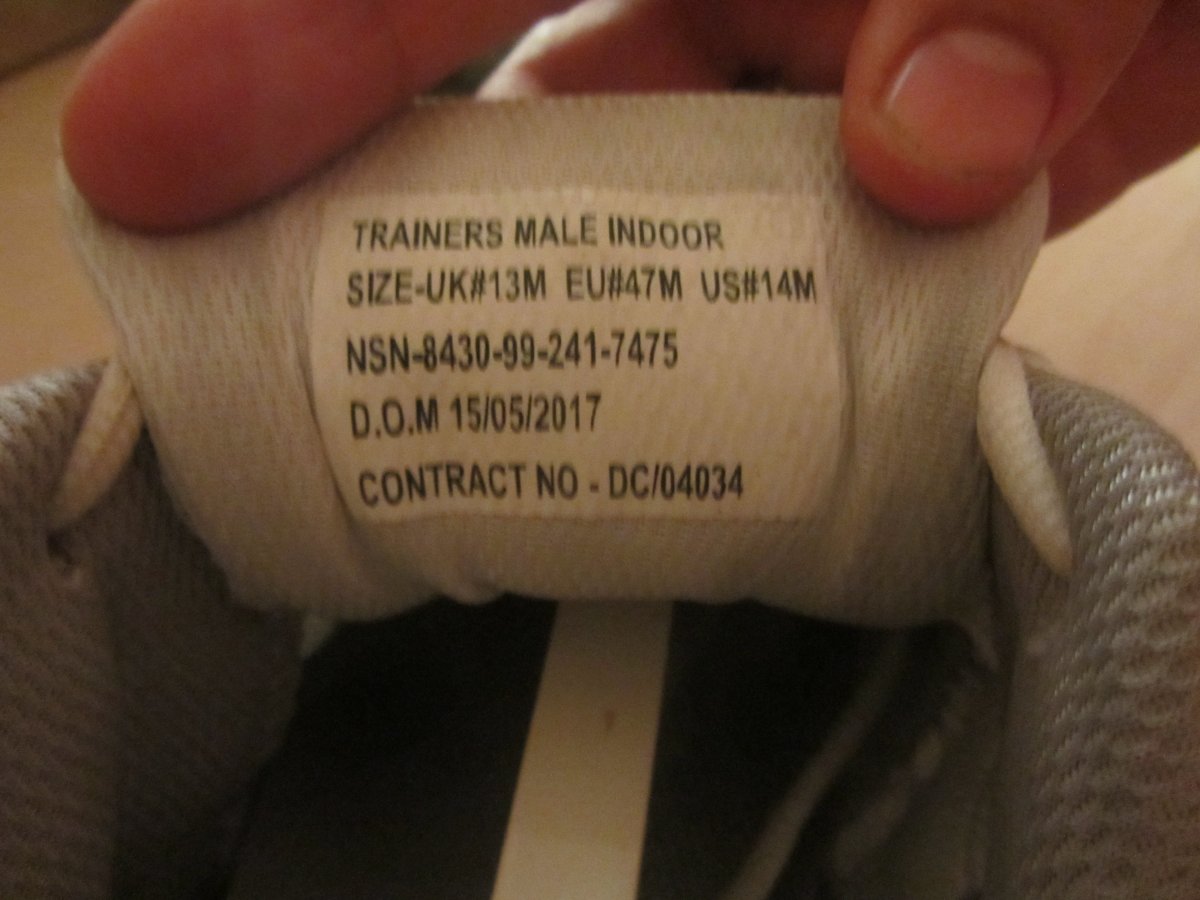 TRAINERS MALE INDOOR
SIZE-UK#13M EU#47M US#14M
NSN-8430-99-241-7475
D.O.M 15/05/2017
CONTRACT NO - DC/04034